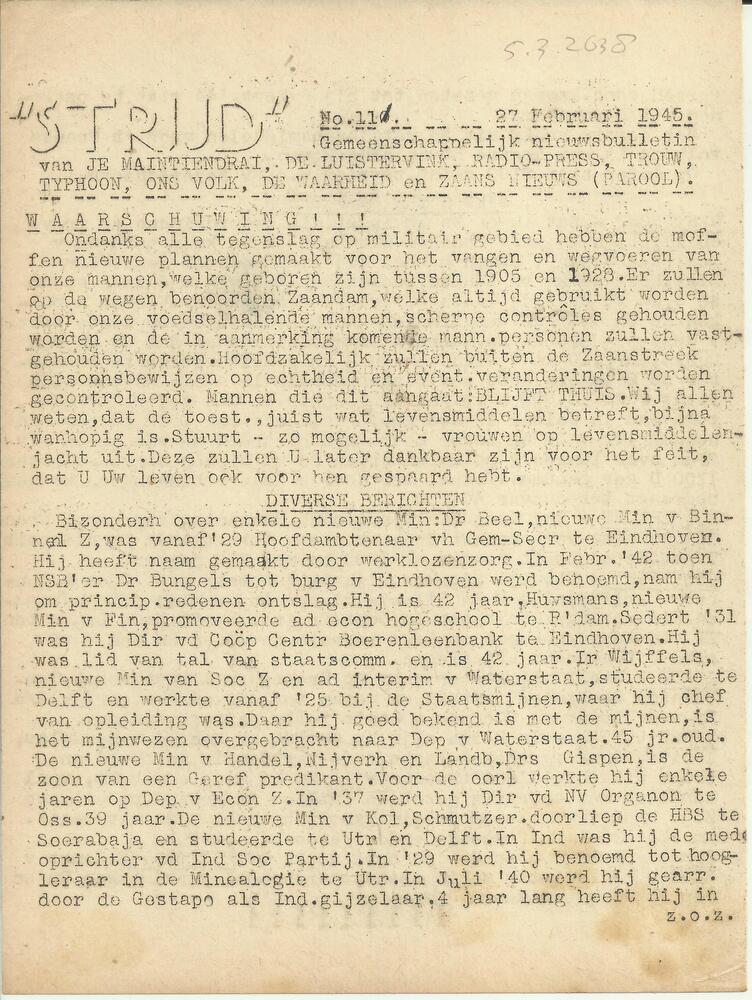 5.3.2638
"STRIJD" No.111. 27 Februari 1945.
Gemeenschappelijk nieuwsbulletin
van JE MAINTIENDRAI, DE LUISTERVINK, RADIO-PRESS, TROUW,
TYPHOON, ONS VOLK, DE WAARHEID en ZAANS NIEUWS (PAROOL).
WAARSCHUWING!!!
Ondanks alle tegenslag op militair gebied hebben de mof-
fen nieuwe plannen gemaakt voor het vangen en wegvoeren van
onze mannen,welke geboren zijn tussen 1905 en 1928.Er zullen
op de wegen benoorden Zaandam,welke altijd gebruikt worden
door onze voedselhalende mannen,scherpe contrôles gehouden
worden en de in aanmerking komende mann.personen zullen vast-
gehouden worden.Hoofdzakelijk zullen buiten de Zaanstreek
persoonsbewijzen op echtheid en event.veranderingen worden
gecontroleerd. Mannen die dit aangaat:BLIJFT THUIS.Wij allen
weten,dat de toest.,juist wat levensmiddelen betreft,bijna
wanhopig is.Stuurt - zo mogelijk - vrouwen op levensmiddelen-
jacht uit.Deze zullen U later dankbaar zijn voor het feit,
dat U Uw leven ook voor hen gespaard hebt.
DIVERSE BERICHTEN
Bizonderh over enkele nieuwe Min:Dr Beel,nieuwe Min v Bin-
nel Z,was vanaf'29 Hoofdambtenaar vh Gem-Secr te Eindhoven.
Hij heeft naam gemaakt door werklozenzorg.In Febr.'42 toen
NSB'er Dr Bungels tot burg v Eindhoven werd benoemd,nam hij
om princip.redenen ontslag.Hij is 42 jaar.Huysmans,nieuwe
Min v Fin,promoveerde ad econ hogeschool te R'dam.Sedert '31
was hij Dir vd Coöp Centr Boerenleenbank te Eindhoven.Hij
was lid van tal van staatscomm. en is 42 jaar.Ir Wijffels,
nieuwe Min van Soc Z en ad interim v Waterstaat,studeerde te
Delft en werkte vanaf '25 bij de Staatsmijnen,waar hij chef
van opleiding was.Daar hij goed bekend is met de mijnen,is
het mijnwezen overgebracht naar Dep v Waterstaat.45 jr.oud.
De nieuwe Min v Handel,Nijverh en Landb,Drs Gispen,is de
zoon van een Geref predikant.Voor de oorl werkte hij enkele
jaren op Dep v Econ Z.In '37 werd hij Dir vd NV Organon te
Oss.39 jaar.De nieuwe Min v Kol,Schmutzer.doorliep de HBS te
Soerabaja en studeerde te Utr en Delft.In Ind was hij de mede
oprichter vd Ind Soc Partij.In '29 werd hij benoemd tot hoog-
leraar in de Minealogie te Utr.In Juli '40 werd hij gearr.
door de Gestapo als Ind.gijzelaar.4 jaar lang heeft hij in
z.o.z.